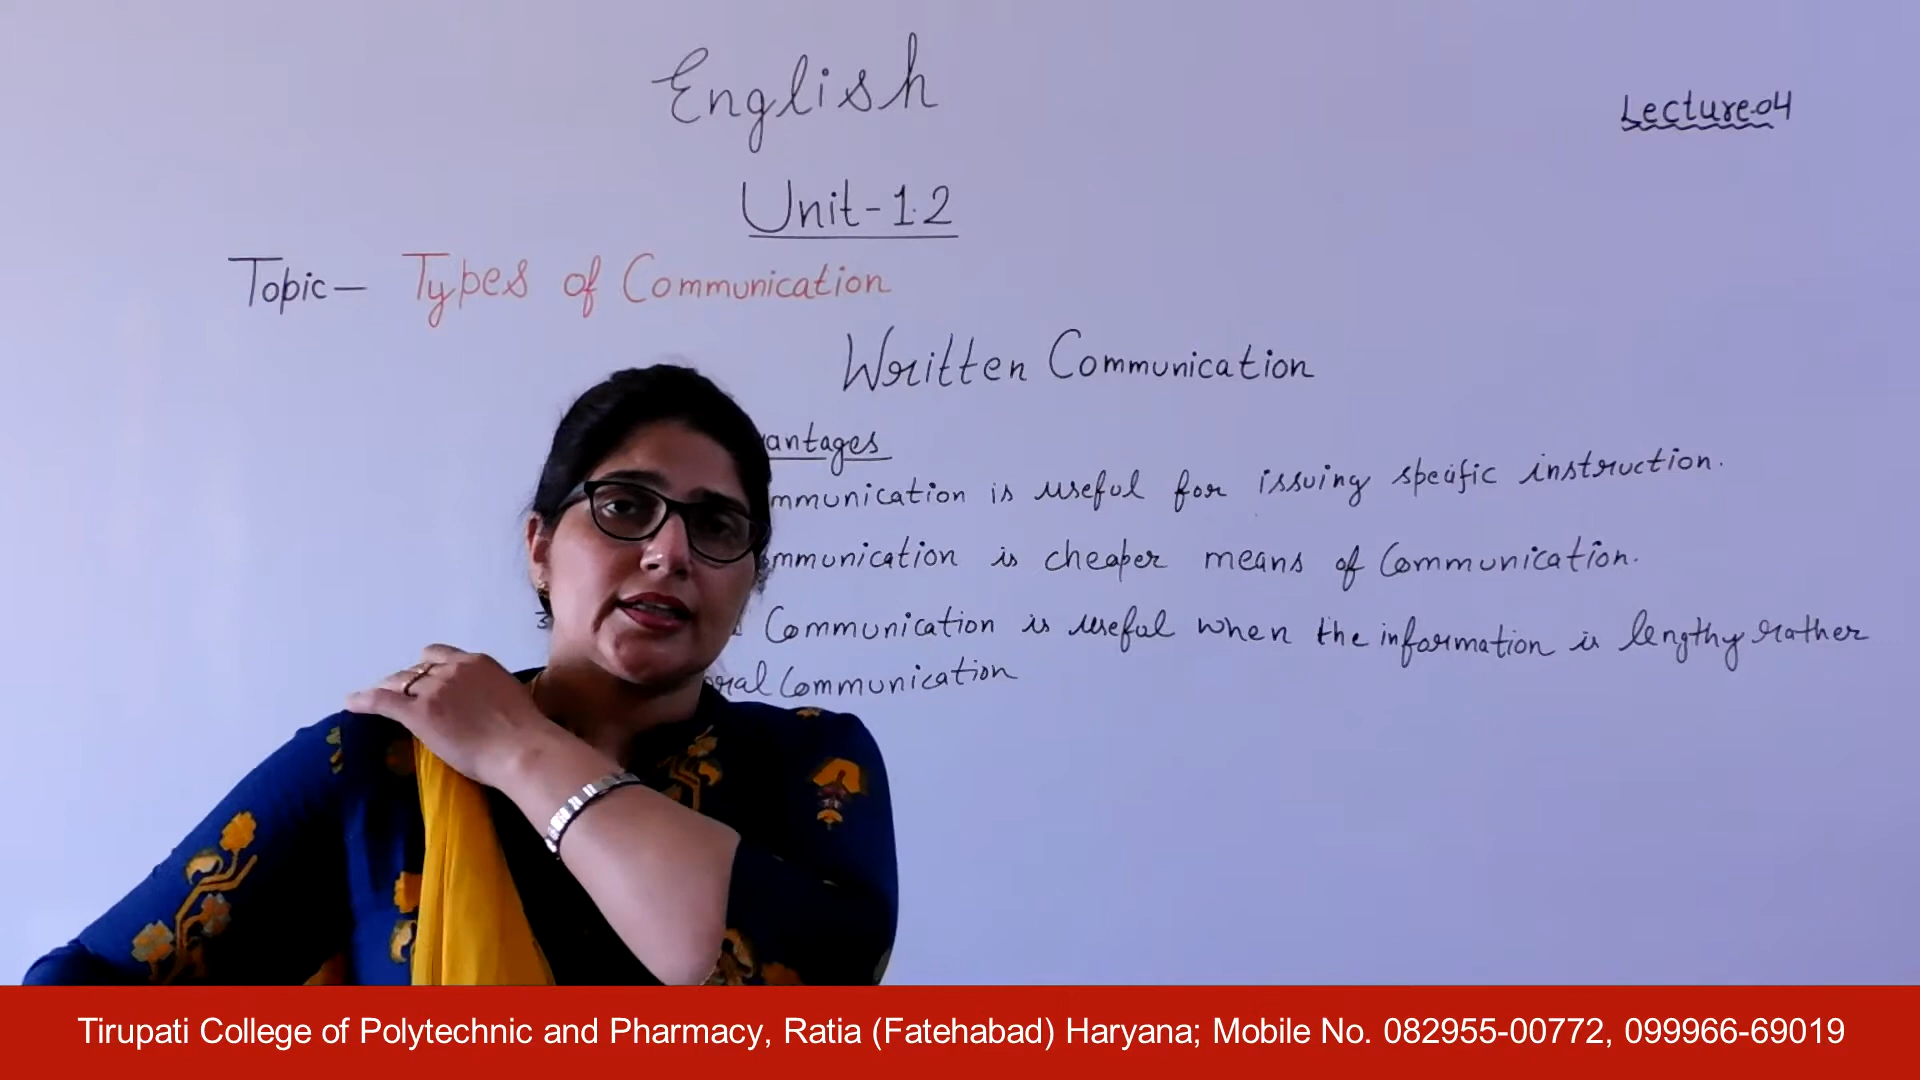 English
Lecture-04
Unit-1.2
Topic- Types of Communication
Written Communication
antages
mmunication is useful for issuing specific instruction.
mmunication is cheaper means of Communication.
Communication is useful when the information is lengthy rather
oral Communication
Tirupati College of Polytechnic and Pharmacy, Ratia (Fatehabad) Haryana; Mobile No. 082955-00772, 099966-69019